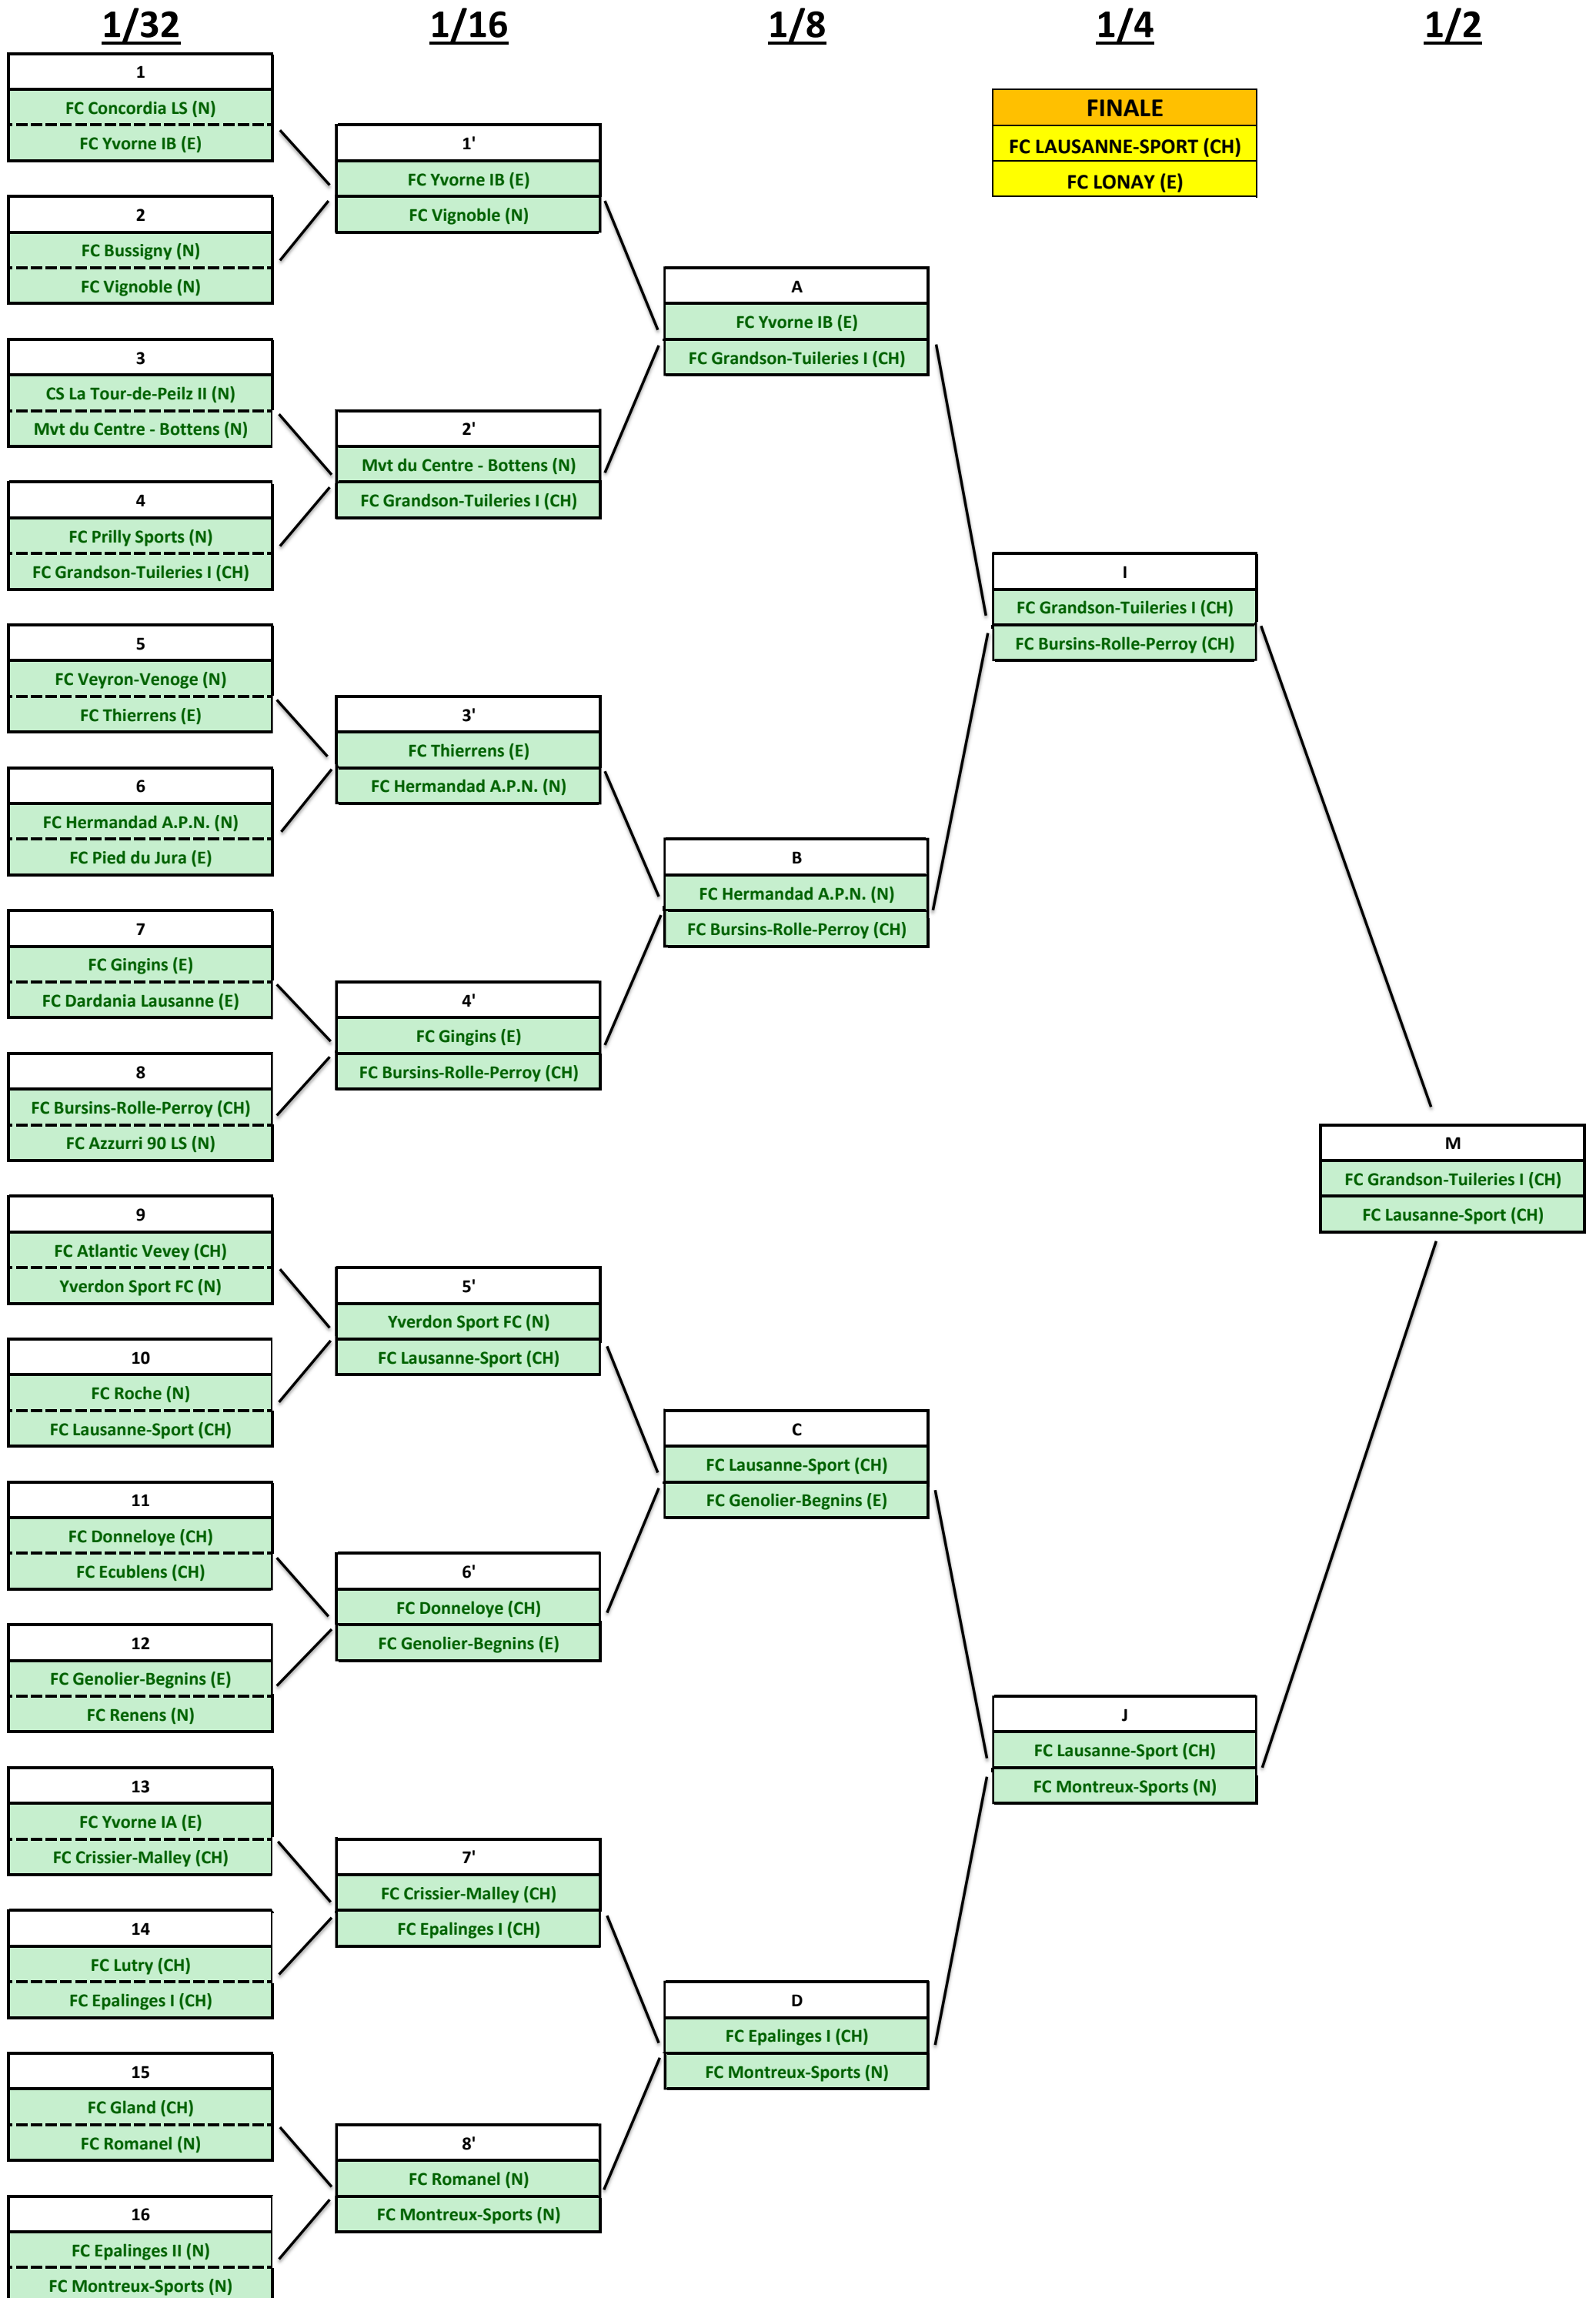 1/32
1/16
1/8
1/4
1/2
1
FC Concordia LS (N)
FC Yvorne IB (E)
2
FC Bussigny (N)
FC Vignoble (N)
3
CS La Tour-de-Peilz II (N)
Mvt du Centre - Bottens (N)
4
FC Prilly Sports (N)
FC Grandson-Tuileries I (CH)
5
FC Veyron-Venoge (N)
FC Thierrens (E)
6
FC Hermandad A.P.N. (N)
FC Pied du Jura (E)
7
FC Gingins (E)
FC Dardania Lausanne (E)
8
FC Bursins-Rolle-Perroy (CH)
FC Azzurri 90 LS (N)
9
FC Atlantic Vevey (CH)
Yverdon Sport FC (N)
10
FC Roche (N)
FC Lausanne-Sport (CH)
11
FC Donneloye (CH)
FC Ecublens (CH)
12
FC Genolier-Begnins (E)
FC Renens (N)
13
FC Yvorne IA (E)
FC Crissier-Malley (CH)
14
FC Lutry (CH)
FC Epalinges I (CH)
15
FC Gland (CH)
FC Romanel (N)
16
FC Epalinges II (N)
FC Montreux-Sports (N)
1'
FC Yvorne IB (E)
FC Vignoble (N)
2'
Mvt du Centre - Bottens (N)
FC Grandson-Tuileries I (CH)
3'
FC Thierrens (E)
FC Hermandad A.P.N. (N)
4'
FC Gingins (E)
FC Bursins-Rolle-Perroy (CH)
5'
Yverdon Sport FC (N)
FC Lausanne-Sport (CH)
6'
FC Donneloye (CH)
FC Genolier-Begnins (E)
7'
FC Crissier-Malley (CH)
FC Epalinges I (CH)
8'
FC Romanel (N)
FC Montreux-Sports (N)
A
FC Yvorne IB (E)
FC Grandson-Tuileries I (CH)
B
FC Hermandad A.P.N. (N)
FC Bursins-Rolle-Perroy (CH)
C
FC Lausanne-Sport (CH)
FC Genolier-Begnins (E)
D
FC Epalinges I (CH)
FC Montreux-Sports (N)
FINALE
FC LAUSANNE-SPORT (CH)
FC LONAY (E)
I
FC Grandson-Tuileries I (CH)
FC Bursins-Rolle-Perroy (CH)
J
FC Lausanne-Sport (CH)
FC Montreux-Sports (N)
M
FC Grandson-Tuileries I (CH)
FC Lausanne-Sport (CH)